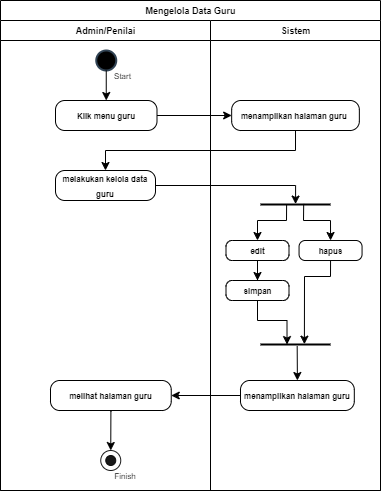 Mengelola Data Guru
Admin/Penilai
Sistem
Start
Klik menu guru
menampilkan halaman guru
melakukan kelola data
guru
edit
hapus
simpan
melihat halaman guru
menampilkan halaman guru
Finish